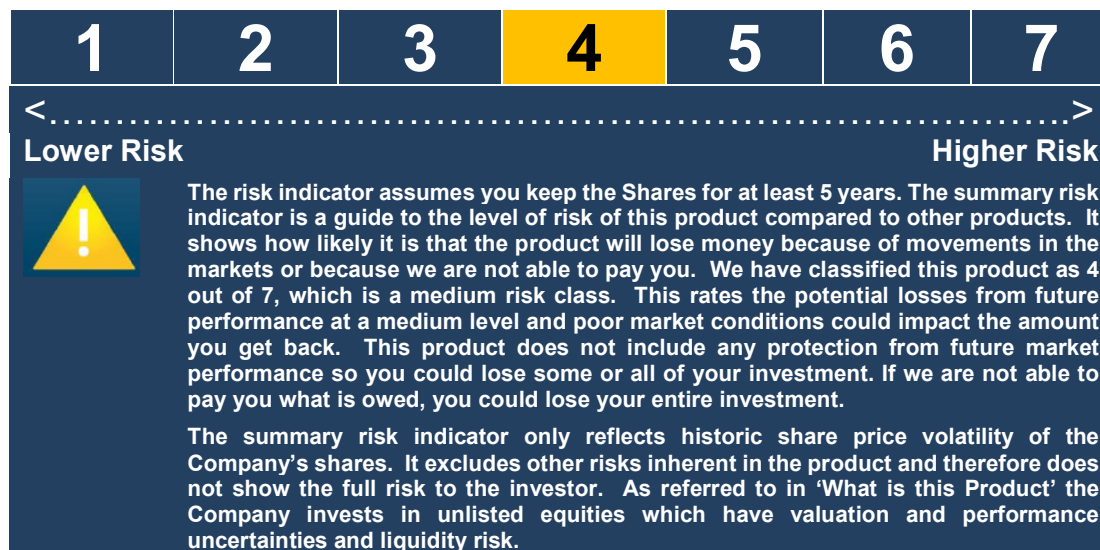 1 2 3 4 5 6 7
<......................................................................>
Lower Risk Higher Risk
The risk indicator assumes you keep the Shares for at least 5 years. The summary risk
indicator is a guide to the level of risk of this product compared to other products. It
shows how likely it is that the product will lose money because of movements in the
markets or because we are not able to pay you. We have classified this product as 4
out of 7, which is a medium risk class. This rates the potential losses from future
performance at a medium level and poor market conditions could impact the amount
you get back. This product does not include any protection from future market
performance so you could lose some or all of your investment. If we are not able to
pay you what is owed, you could lose your entire investment.
The summary risk indicator only reflects historic share price volatility of the
Company's shares. It excludes other risks inherent in the product and therefore does
not show the full risk to the investor. As referred to in ‘What is this Product’ the
Company invests in unlisted equities which have valuation and performance
uncertainties and liquidity risk.